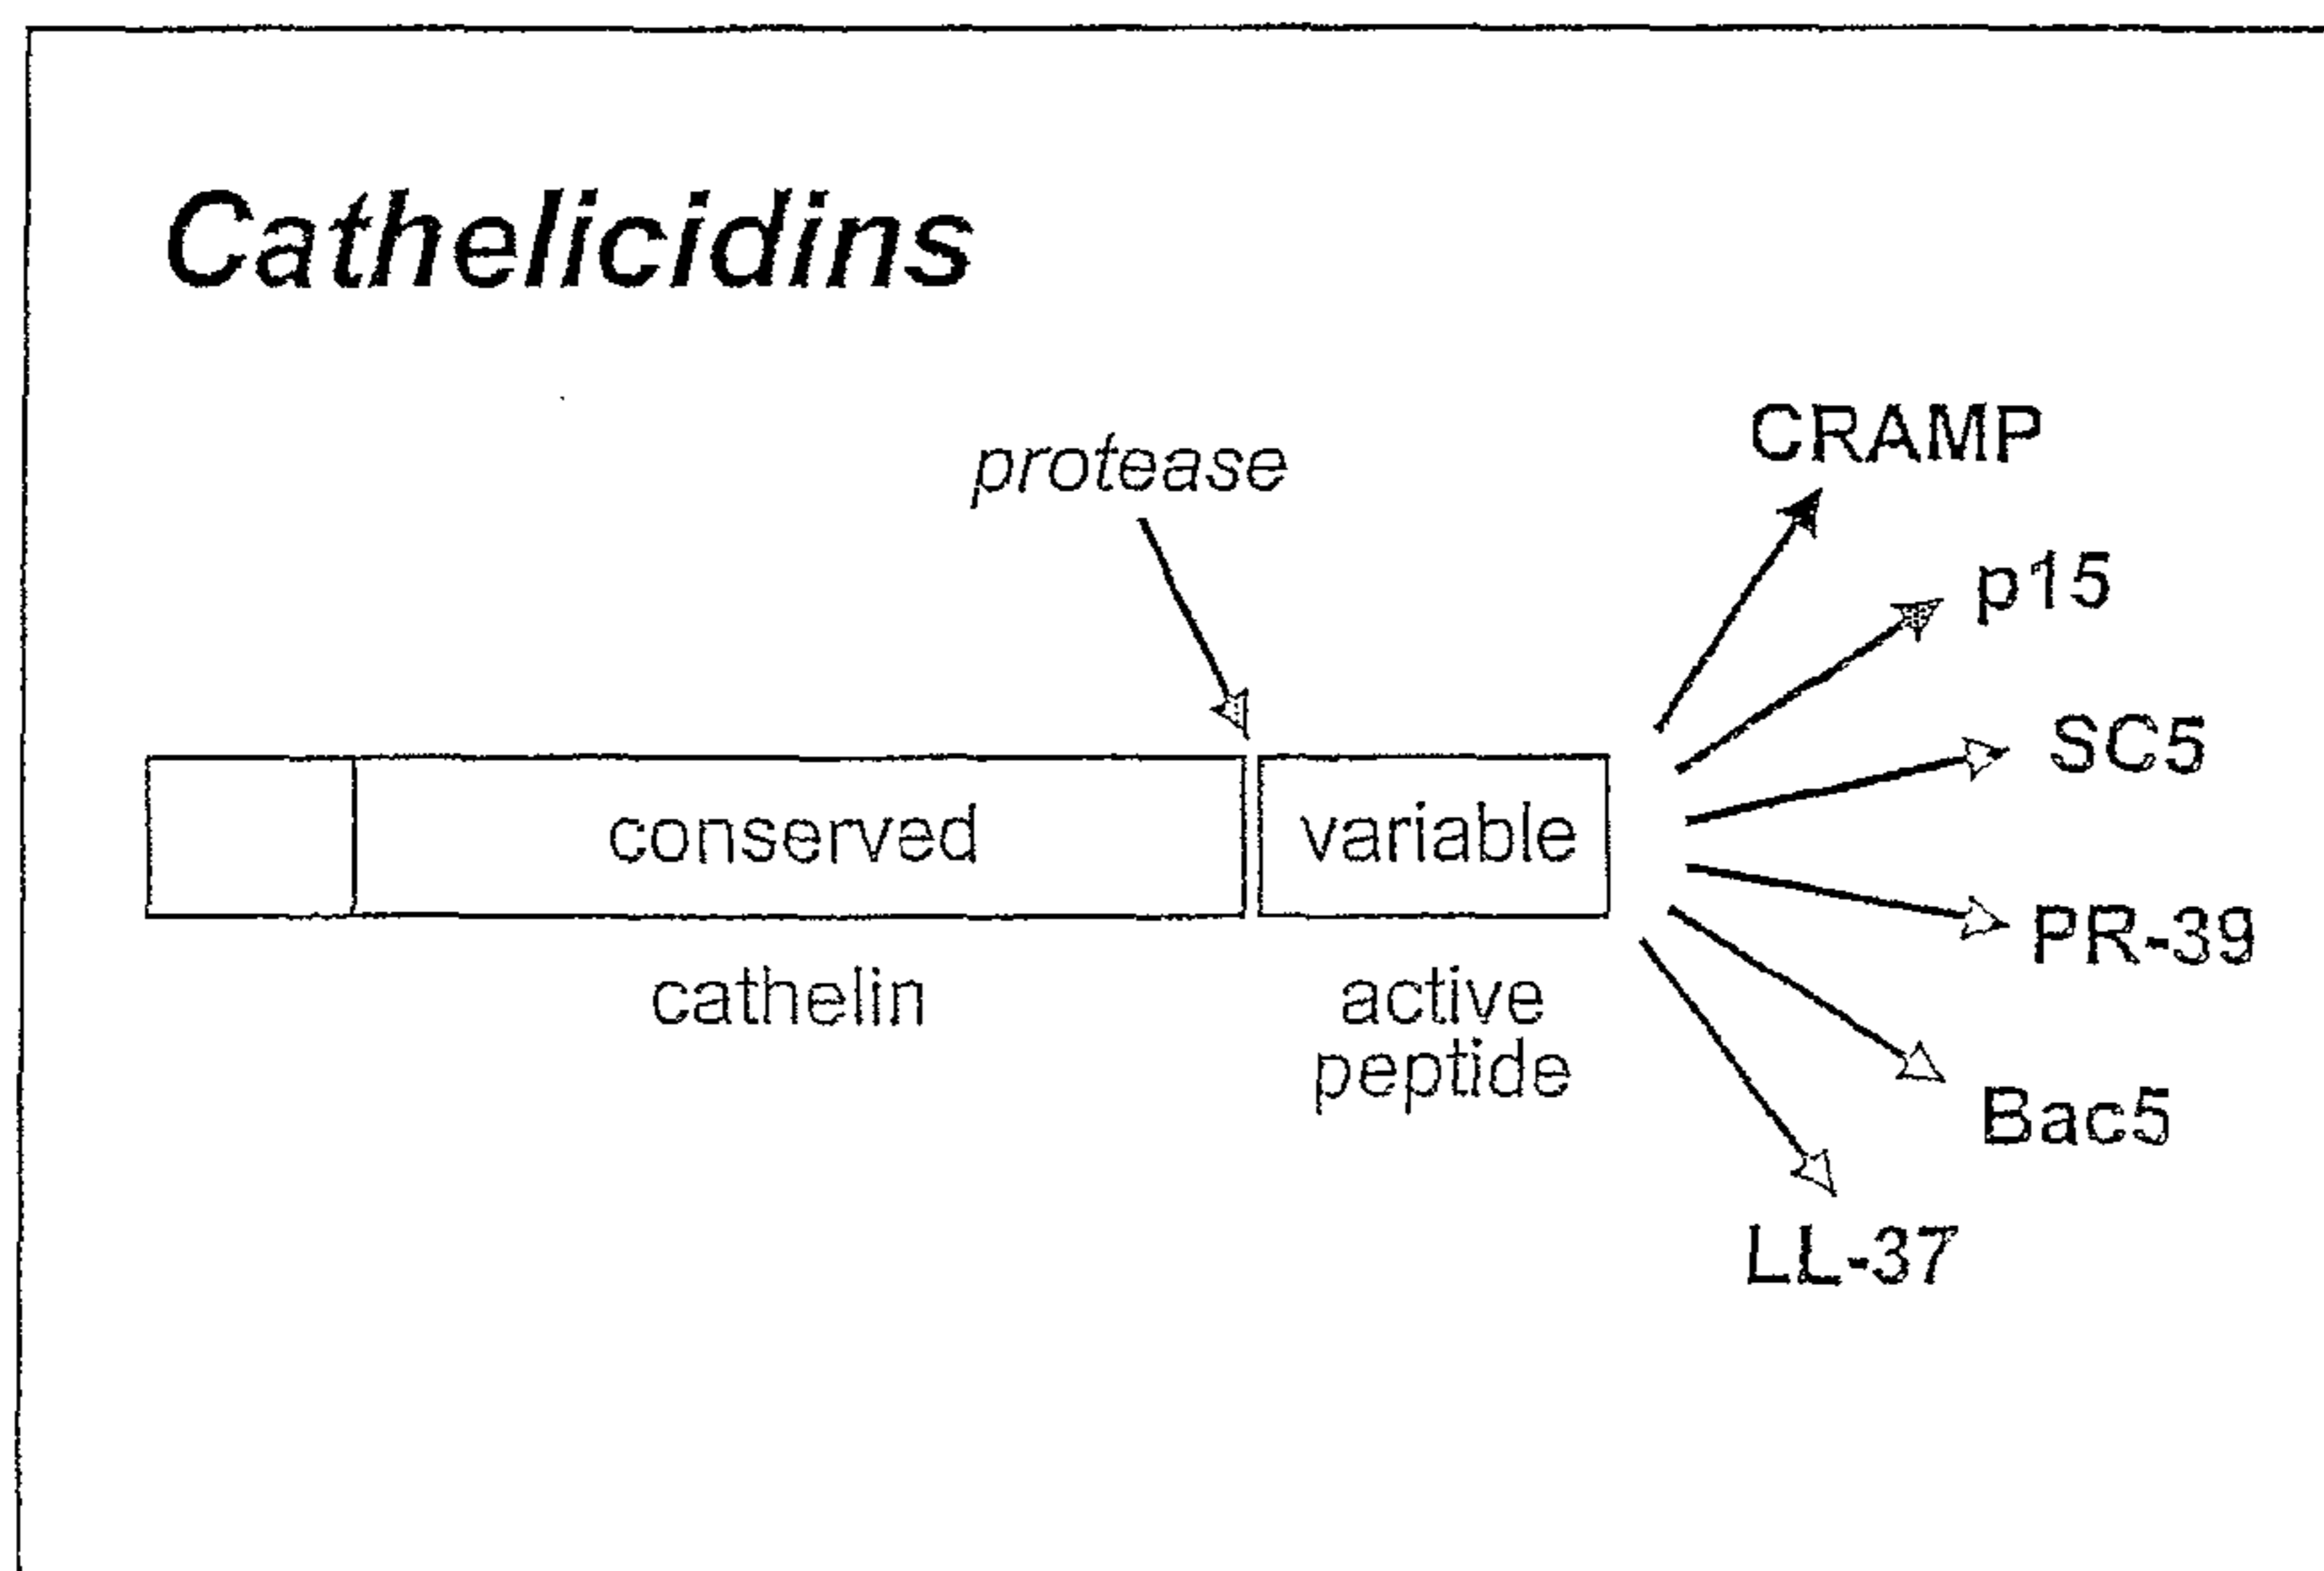 Cathelicidins
protease
conserved
variable
cathelin
active
peptide
CRAMP
p15
SC5
PR-39
Bac5
LL-37